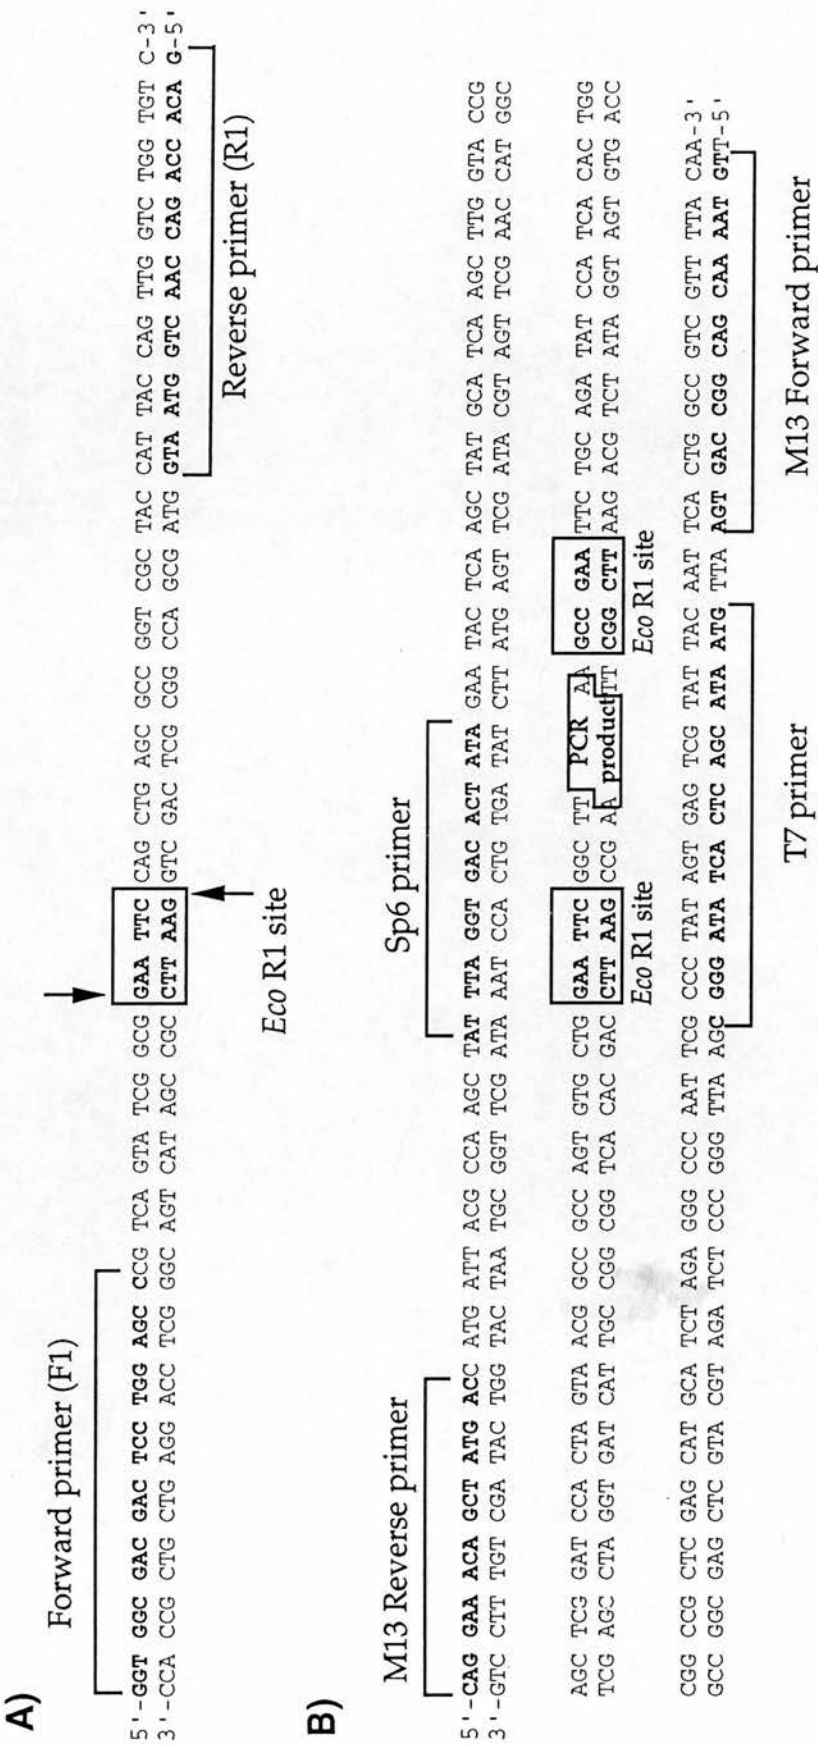 A)
Forward primer (F1)
5'-GGT GGC GAC GAC TCC TGG AGC CCG TCA GTA TCG GCG GAA TTC CAG CTG AGC GCC GGT CGC TAC CAT TAC CAG TTG GTC TGG TGT C-3'
3'-CCA CCG CTG CTG AGG ACC TCG GGC AGT CAT AGC CGC CTT AAG GTC GAC TCG CGG CCA GCG ATG GTA ATG GTC AAC CAG ACC ACA G-5'
Eco R1 site
Reverse primer (R1)
B)
M13 Reverse primer
Sp6 primer
5'-CAG GAA ACA GCT ATG ACC ATG ATT ACG CCA AGC TAT TTA GGT GAC ACT ATA GAA TAC TCA AGC TAT GCA TCA AGC TTG GTA CCG
3'-GTC CTT TGT CGA TAC TGG TAC TAA TGC GGT TCG ATA AAT CCA CTG TGA TAT CTT ATG AGT TCG ATA CGT AGT TCG AAC CAT GGC
AGC TCG GAT CCA CTA GTA ACG GCC GCC AGT GTG CTG GAA TTC GGC TT PCR AA GCC GAA TTC TGC AGA TAT CCA TCA CAC TGG
TCG AGC CTA GGT GAT CAT TGC CGG CGG TCA CAC GAC CTT AAG CCG AA product TT CGG CTT AAG ACG TCT ATA GGT AGT GTG ACC
Eco R1 site
Eco R1 site
CGG CCG CTC GAG CAT GCA TCT AGA GGG CCC AAT TCG CCC TAT AGT GAG TCG TAT TAC AAT TCA CTG GCC GTC GTT TTA CAA-3'
GCC GGC GAG CTC GTA CGT AGA TCT CCC GGG TTA AGC GGG ATA TCA CTC AGC ATA ATG TTA AGT GAC CGG CAG CAA AAT GTT-5'
T7 primer
M13 Forward primer